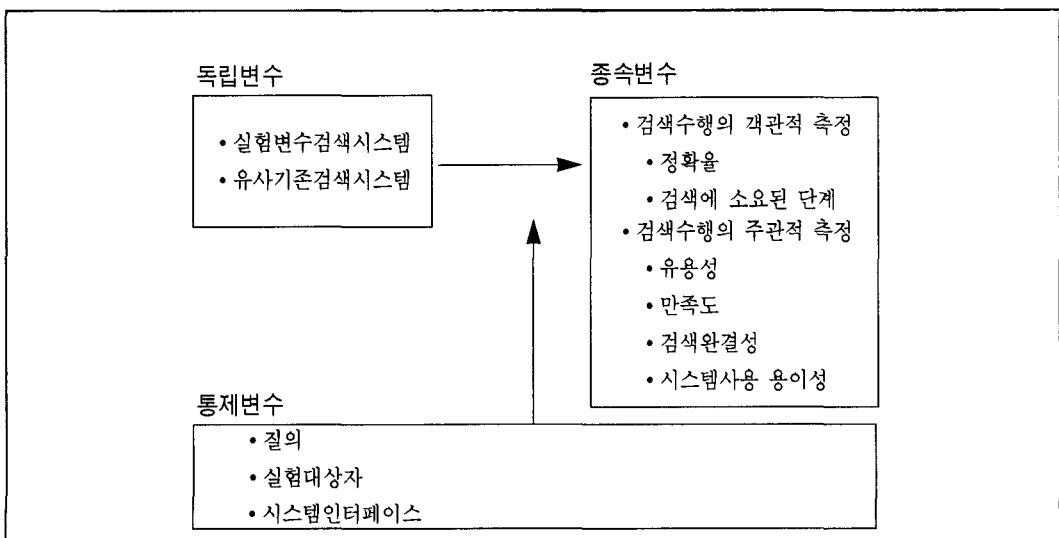 독립변수
• 실험변수검색시스템
• 유사기존검색시스템
종속변수
• 검색수행의 객관적 측정
• 정확율
• 검색에 소요된 단계
• 검색수행의 주관적 측정
• 유용성
• 만족도
• 검색완결성
• 시스템사용 용이성
통제변수
• 질의
• 실험대상자
• 시스템인터페이스